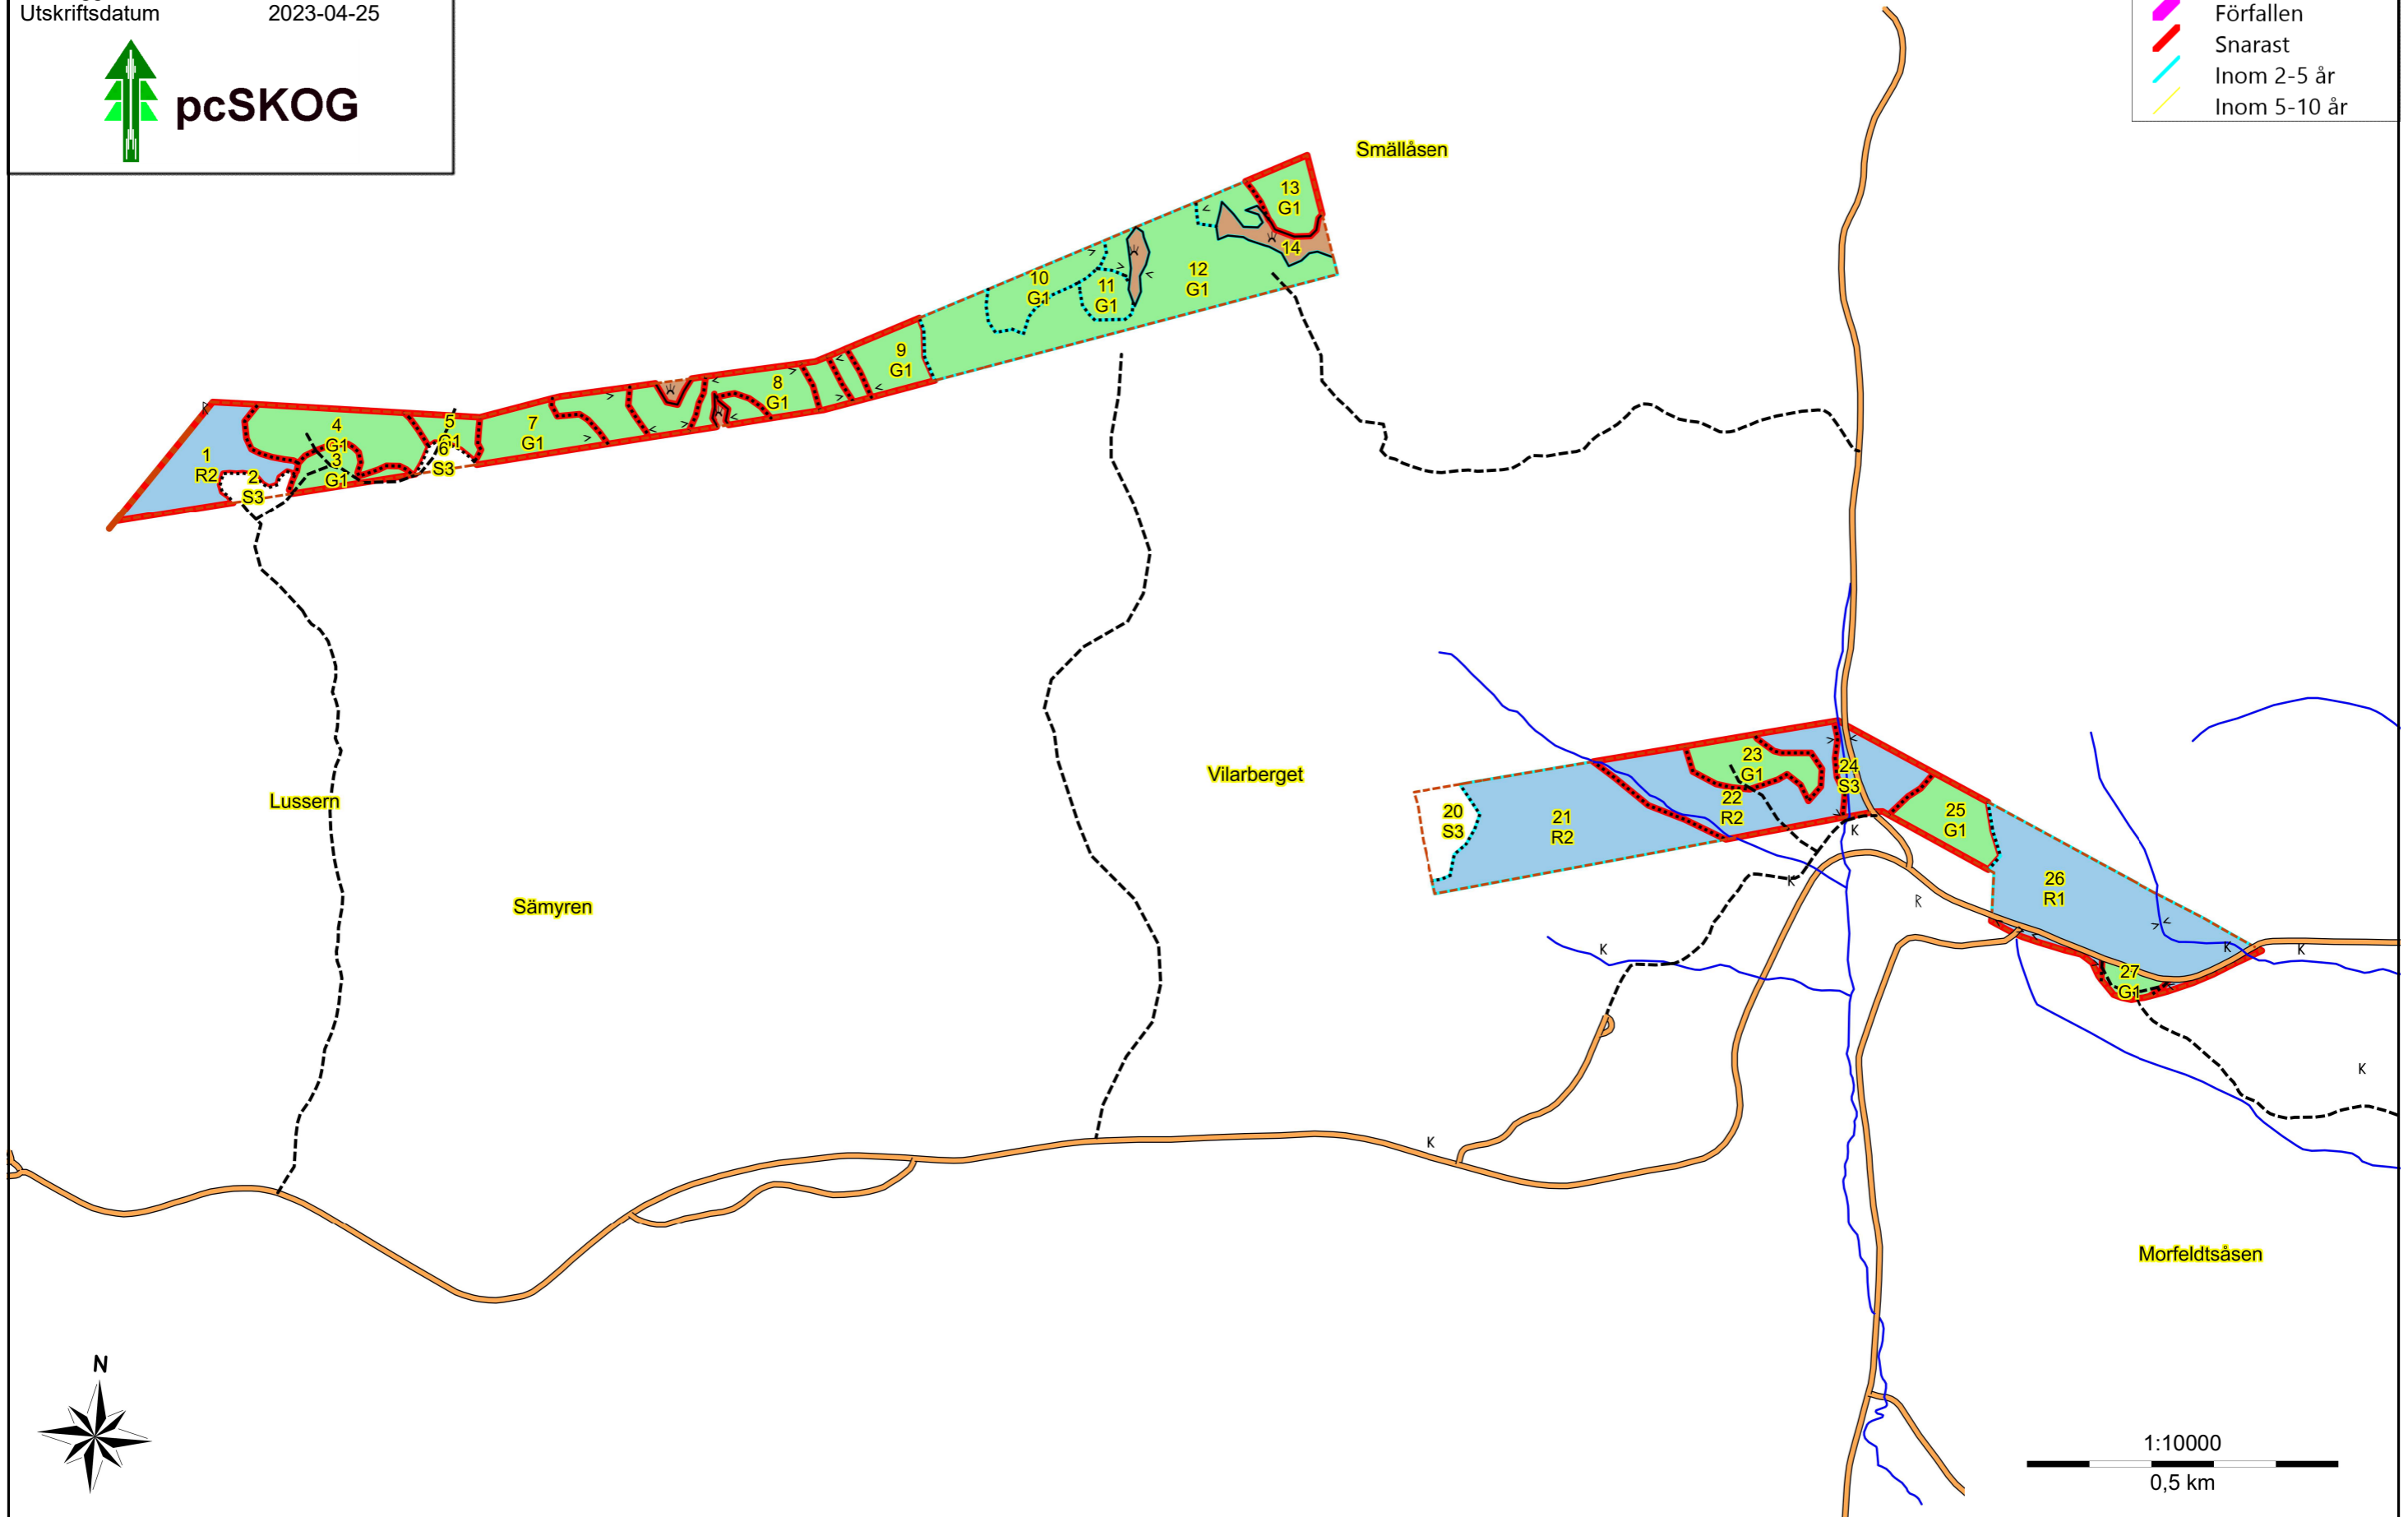 Utskriftsdatum 2023-04-25
pcSKOG
Förfallen
Snarast
Inom 2-5 år
Inom 5-10 år
Smällåsen
13
G1
14
12
G1
10
G1
11
G1
9
G1
8
G1
7
G1
5
G1
6
S3
4
G1
3
G1
1
R2
2
S3
Lussern
Sämyren
Vilarberget
20
S3
21
R2
22
R2
23
G1
24
S3
25
G1
26
R1
27
G1
K
K
K
K
K
K
K
R
R
Morfeldtsåsen
N
1:10000
0,5 km